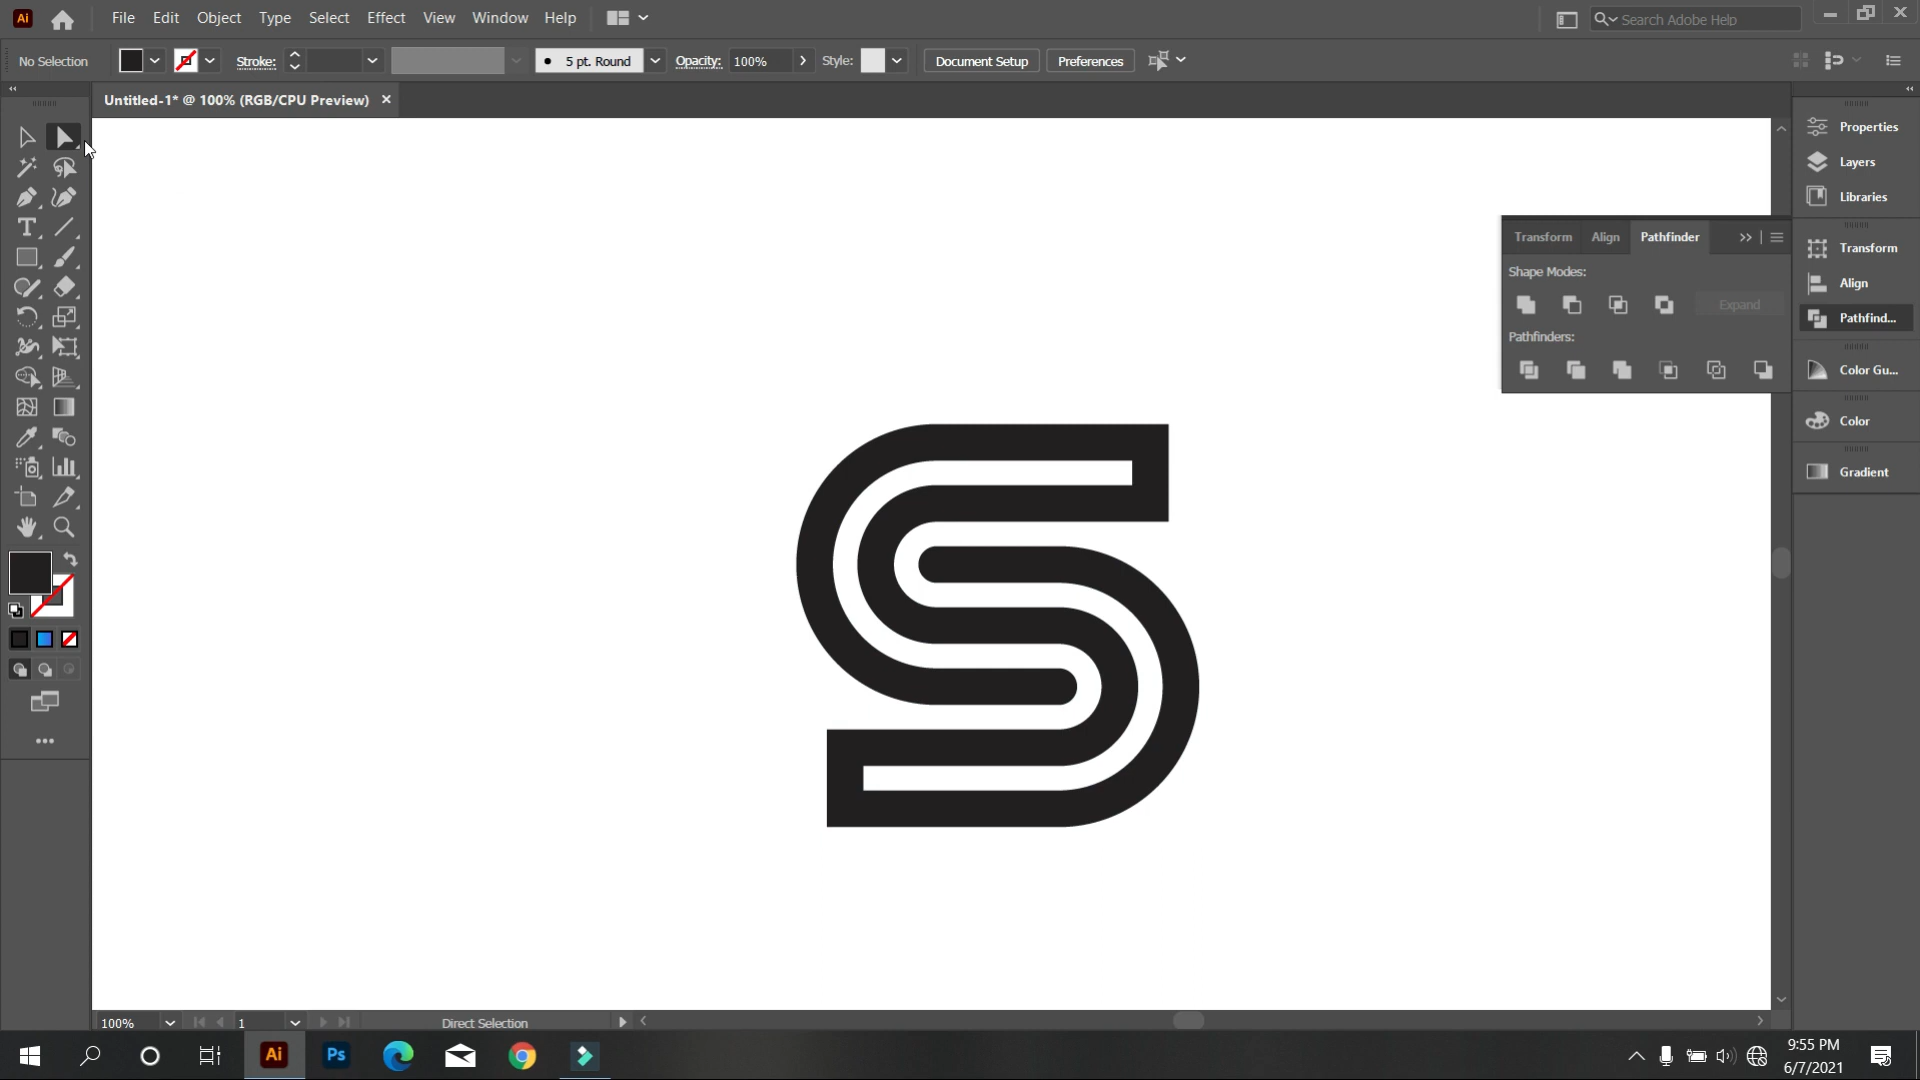 Ai File Edit Object Type Select Effect View Window Help Search Adobe Help
No Selection Stroke: 5 pt. Round Opacity: 100% Style: Document Setup Preferences
Untitled-1* @ 100% (RGB/CPU Preview)
Properties
Layers
Libraries
Transform Align Pathfinder
Shape Modes:
Expand
Pathfinders:
Transform
Align
Pathfind...
Color Gu...
Color
Gradient
S
100% 1 Direct Selection
Ai Ps
9:55 PM
6/7/2021